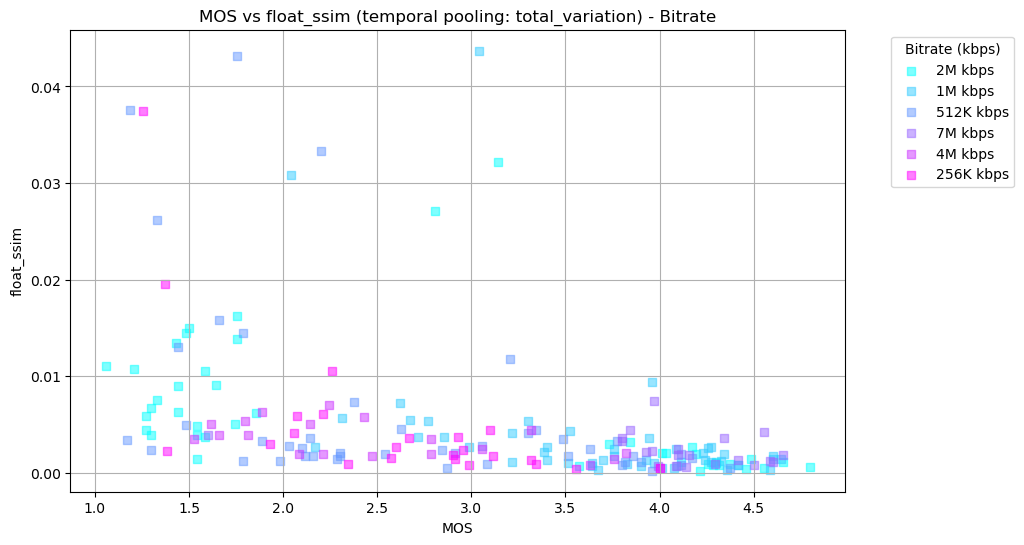 MOS vs float_ssim (temporal pooling: total_variation) - Bitrate
float_ssim
0.04
0.03
0.02
0.01
0.00
1.0 1.5 2.0 2.5 3.0 3.5 4.0 4.5
MOS
Bitrate (kbps)
2M kbps
1M kbps
512K kbps
7M kbps
4M kbps
256K kbps